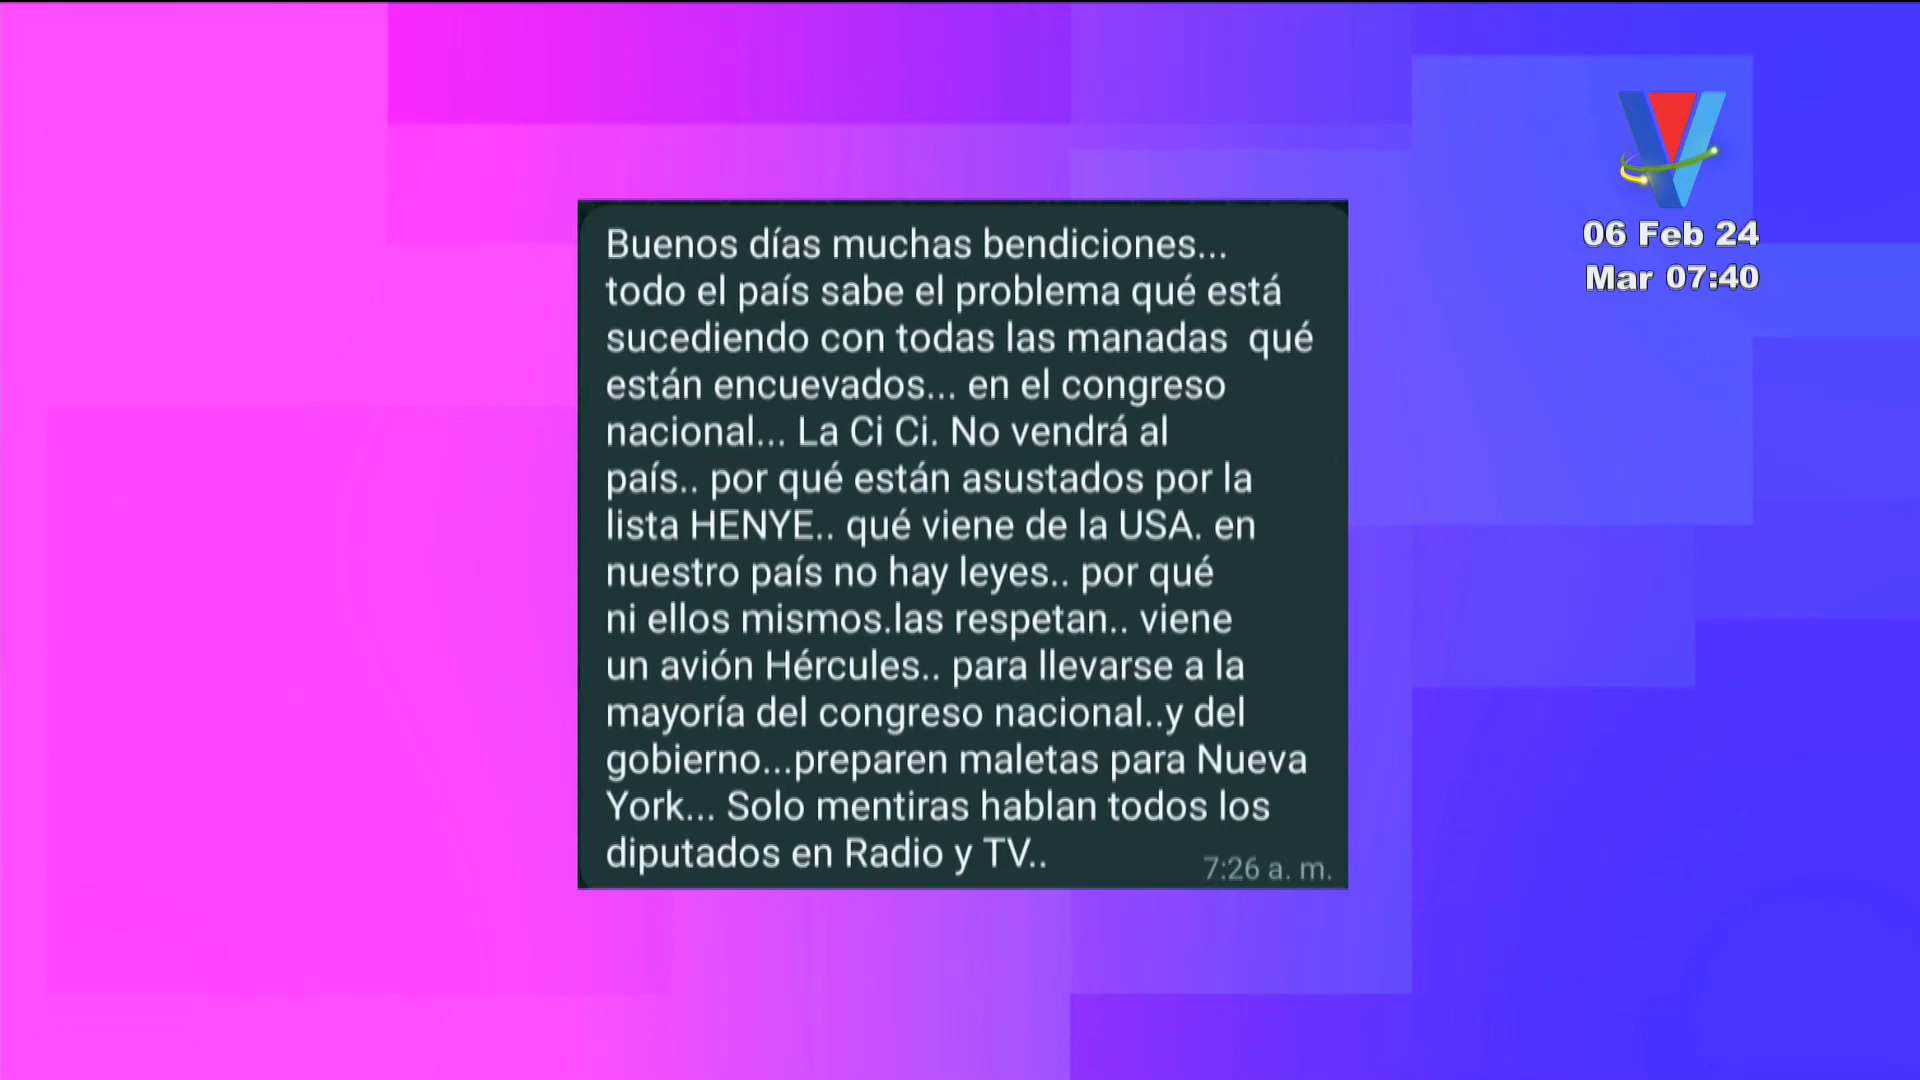 06 Feb 24
Mar 07:40
Buenos días muchas bendiciones...
todo el país sabe el problema qué está
sucediendo con todas las manadas  qué
están encuevados... en el congreso
nacional... La Ci Ci. No vendrá al
país.. por qué están asustados por la
lista HENYE.. qué viene de la USA. en
nuestro país no hay leyes.. por qué
ni ellos mismos.las respetan.. viene
un avión Hércules.. para llevarse a la
mayoría del congreso nacional..y del
gobierno...preparen maletas para Nueva
York... Solo mentiras hablan todos los
diputados en Radio y TV..
7:26 a. m.